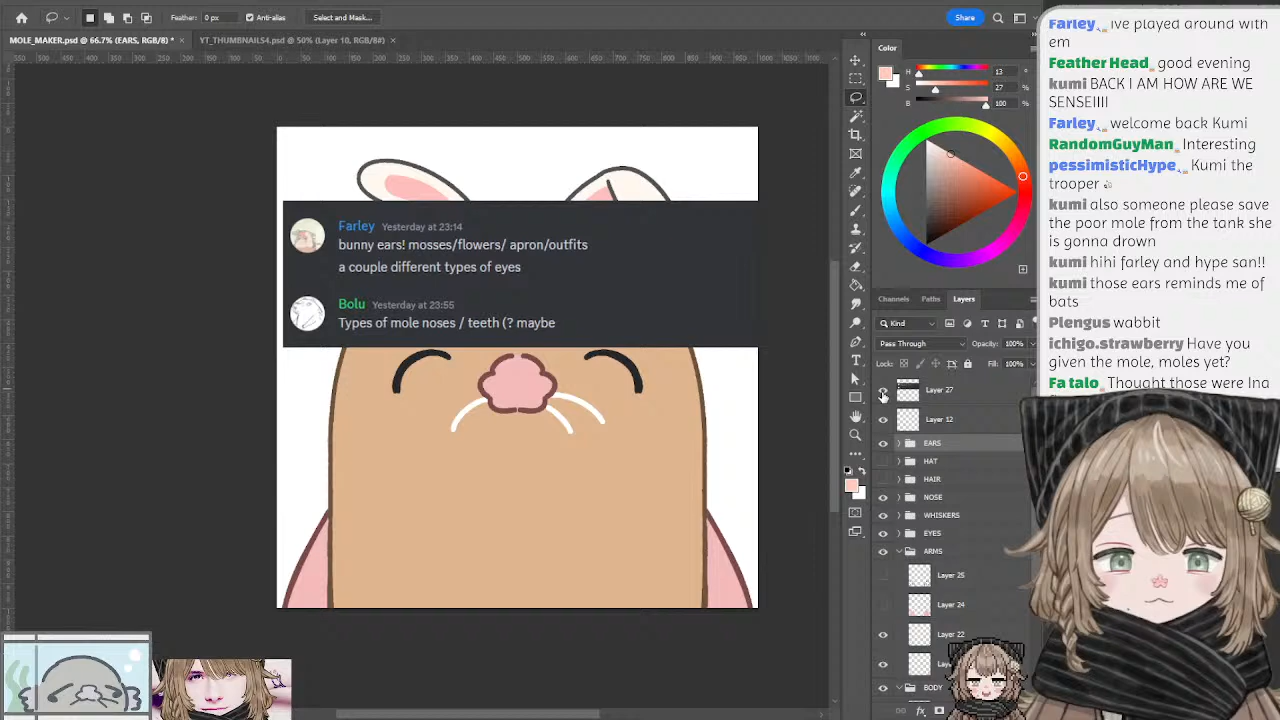 Feather: 0 px Anti-alias Select and Mask... Share
MOLE_MAKER.psd @ 66.7% (EARS, RGB/8) * × YT_THUMBNAILS4.psd @ 50% (Layer 10, RGB/8#) ×
Color
H 13 °
S 27 %
B 100 %
Farley Yesterday at 23:14
bunny ears! mosses/flowers/ apron/outfits
a couple different types of eyes
Bolu Yesterday at 23:55
Types of mole noses / teeth (? maybe
Channels Paths Layers
Kind
Pass Through Opacity: 100%
Lock: Fill: 100%
Layer 27
Layer 12
EARS
HAT
HAIR
NOSE
WHISKERS
EYES
ARMS
Layer 25
Layer 24
Layer 22
BODY
fx
Farley ive played around with
em
Feather Head good evening
kumi BACK I AM HOW ARE WE
SENSEIIII
Farley welcome back Kumi
RandomGuyMan Interesting
pessimisticHype Kumi the
trooper
kumi also someone please save
the poor mole from the tank she
is gonna drown
kumi hihi farley and hype san!!
kumi those ears reminds me of
bats
Plengus wabbit
ichigo.strawberry Have you
given the mole, moles yet?
Fa talo Thought those were Ina